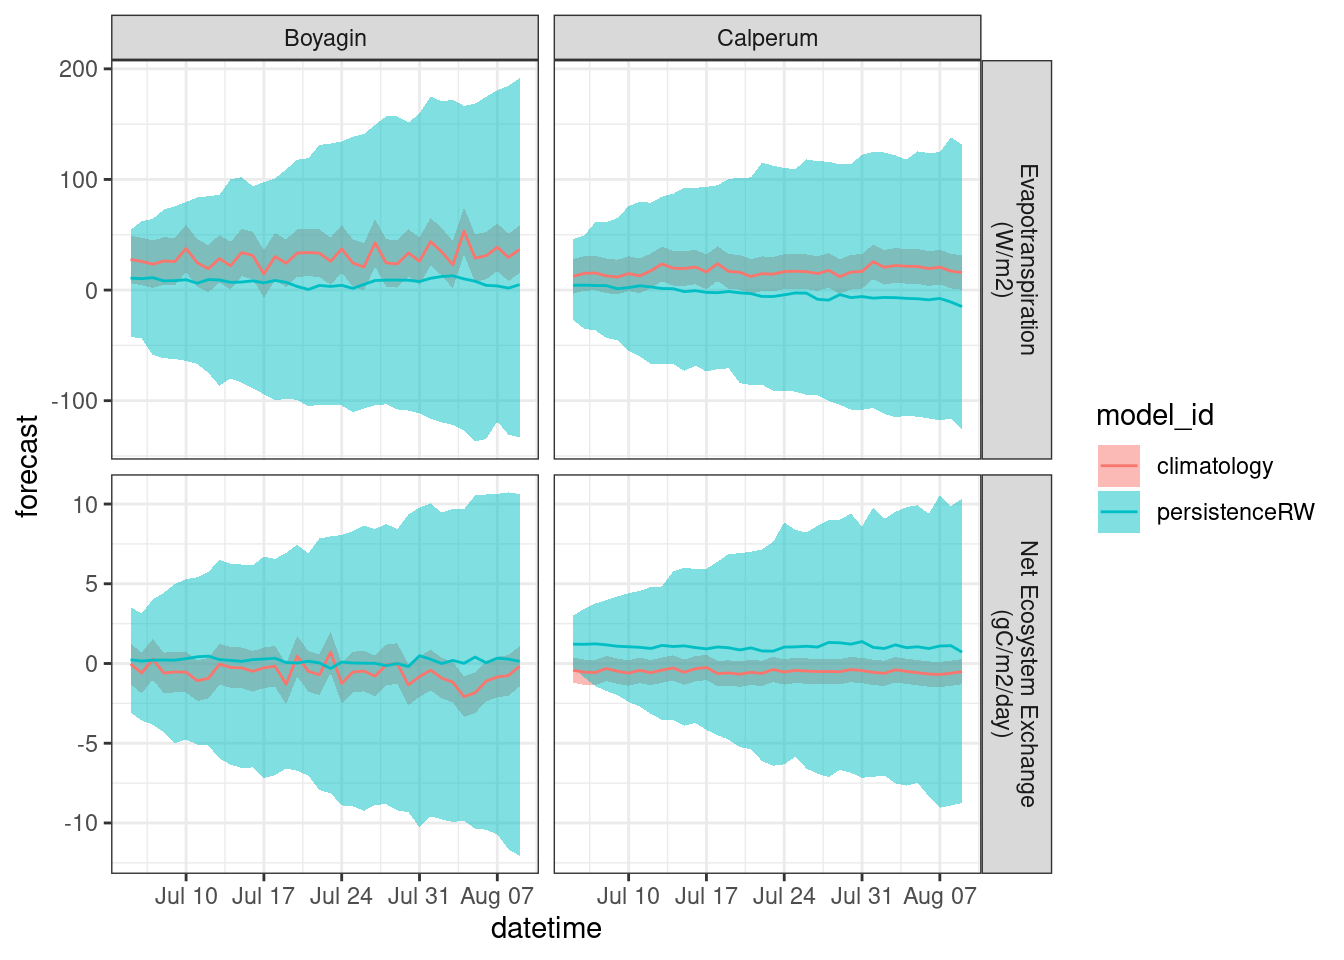 Boyagin
Calperum
200
100
0
-100
Evapotranspiration
(W/m2)
10
5
0
-5
-10
Net Ecosystem Exchange
(gC/m2/day)
forecast
Jul 10
Jul 17
Jul 24
Jul 31
Aug 07
Jul 10
Jul 17
Jul 24
Jul 31
Aug 07
datetime
model_id
climatology
persistenceRW